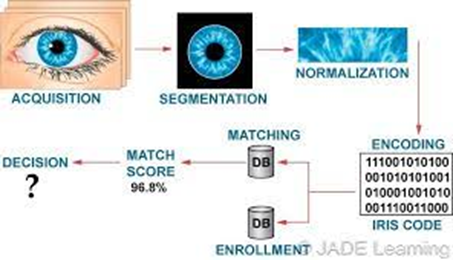 ACQUISITION
SEGMENTATION
NORMALIZATION
ENCODING
111001010100
001010101001
010001001010
001110011000
IRIS CODE
MATCHING
DB
MATCH
SCORE
96.8%
DECISION
?
DB
ENROLLMENT
© JADE Learning